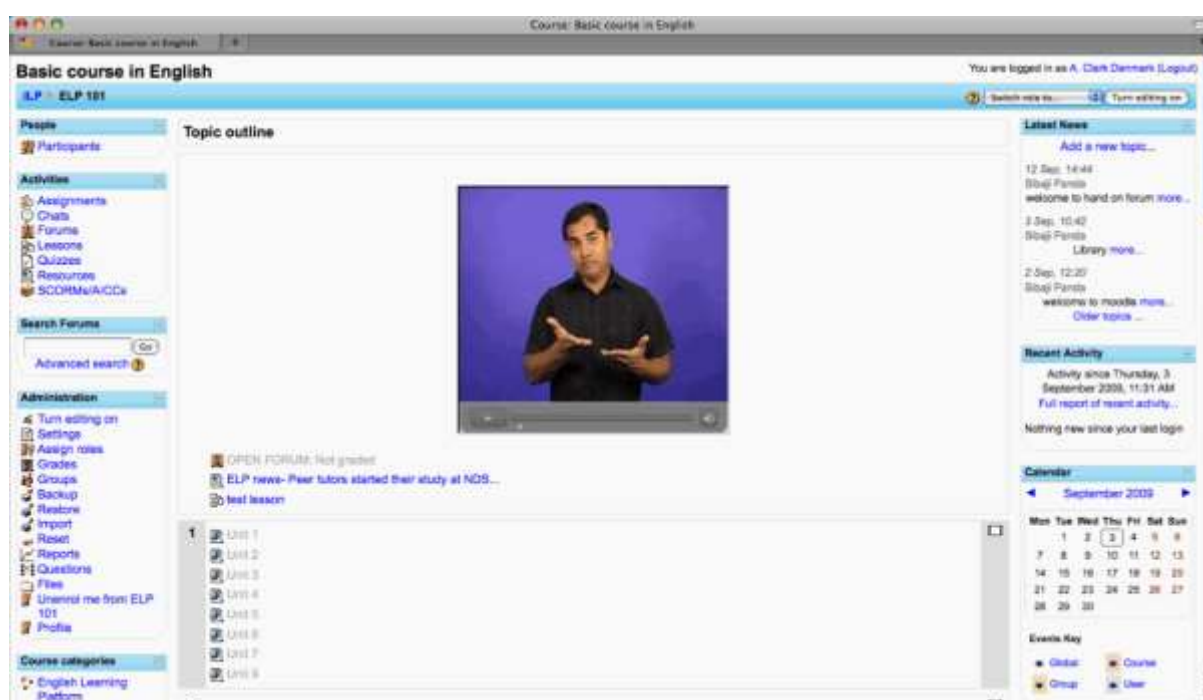 Course: Basic course in English
Course: Basic course in English
Basic course in English
You are logged in as A. Clark Denmark (Logout)
ELP 101
Switch role to...
Turn editing on
People
Participants
Activities
Assignments
Chats
Forums
Lessons
Quizzes
Resources
SCORMs/AICCs
Search Forums
Go
Advanced search
Administration
Turn editing on
Settings
Assign roles
Grades
Groups
Backup
Restore
Import
Reset
Reports
Questions
Files
Unenrol me from ELP
101
Profile
Course categories
English Learning
Platform
Topic outline
OPEN FORUM: Not graded
ELP news- Peer tutors started their study at NDS...
test lesson
1
Unit 1
Unit 2
Unit 3
Unit 4
Unit 5
Unit 6
Unit 7
Latest News
Add a new topic...
12 Sep, 14:44
Sibaji Panda
welcome to hand on forum more...
3 Sep, 10:42
Sibaji Panda
Library more...
2 Sep, 12:20
Sibaji Panda
welcome to moodle more...
Older topics ...
Recent Activity
Activity since Thursday, 3
September 2009, 11:31 AM
Full report of recent activity...
Nothing new since your last login
Calendar
September 2009
Mon Tue Wed Thu Fri Sat Sun
1 2 3 4 5 6
7 8 9 10 11 12 13
14 15 16 17 18 19 20
21 22 23 24 25 26 27
28 29 30
Events Key
Global Course
Group User